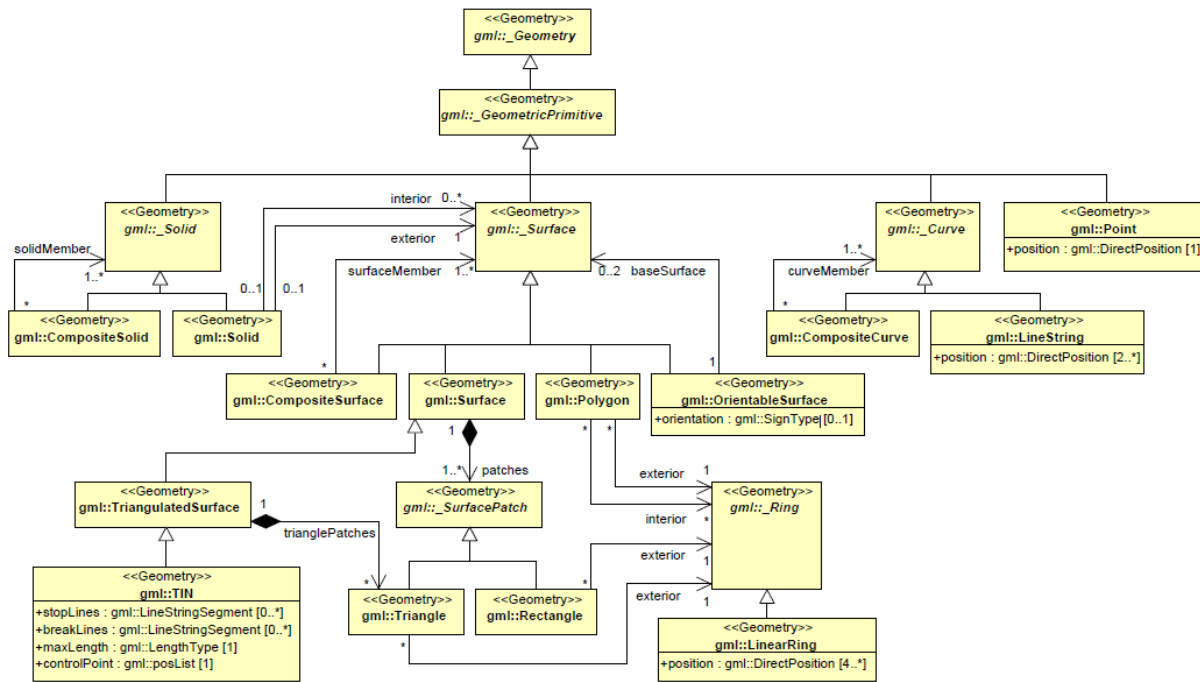 <<Geometry>>
gml::_Geometry
<<Geometry>>
gml::_GeometricPrimitive
<<Geometry>>
gml::_Solid
solidMember
1..*
*
interior
0..*
exterior
1
0..1
0..1
<<Geometry>>
gml::_Surface
surfaceMember
1..*
*
0..2
baseSurface
1
<<Geometry>>
gml::_Curve
1..*
curveMember
*
<<Geometry>>
gml::Point
+position : gml::DirectPosition [1]
<<Geometry>>
gml::CompositeSolid
<<Geometry>>
gml::Solid
<<Geometry>>
gml::CompositeCurve
<<Geometry>>
gml::LineString
+position : gml::DirectPosition [2..*]
<<Geometry>>
gml::CompositeSurface
<<Geometry>>
gml::Surface
<<Geometry>>
gml::Polygon
<<Geometry>>
gml::OrientableSurface
+orientation : gml::SignType [0..1]
1
1..*
patches
*
*
exterior
1
interior
*
<<Geometry>>
gml::TriangulatedSurface
1
trianglePatches
*
<<Geometry>>
gml::_SurfacePatch
<<Geometry>>
gml::_Ring
exterior
1
*
exterior
1
*
<<Geometry>>
gml::TIN
+stopLines : gml::LineStringSegment [0..*]
+breakLines : gml::LineStringSegment [0..*]
+maxLength : gml::LengthType [1]
+controlPoint : gml::posList [1]
<<Geometry>>
gml::Triangle
<<Geometry>>
gml::Rectangle
<<Geometry>>
gml::LinearRing
+position : gml::DirectPosition [4..*]